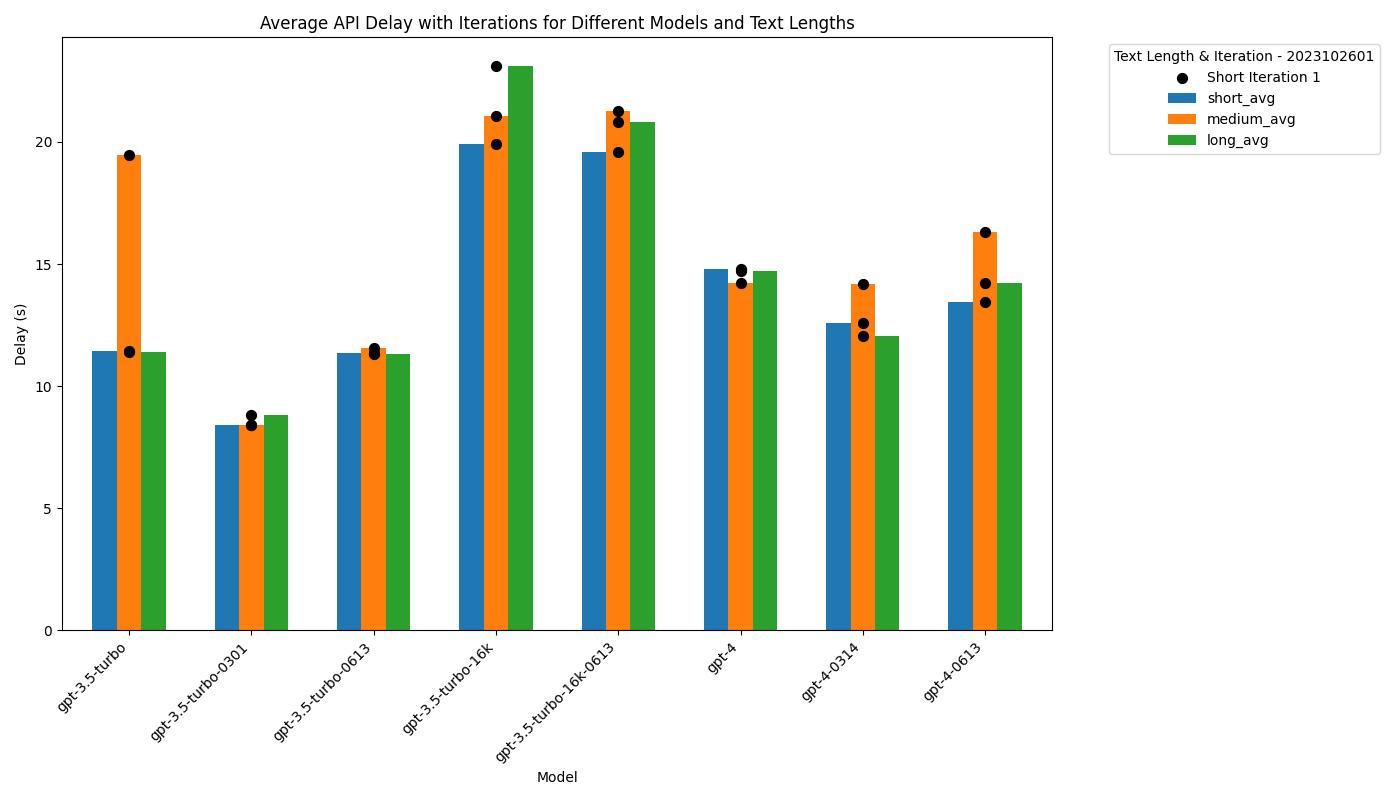 Average API Delay with Iterations for Different Models and Text Lengths
Text Length & Iteration - 2023102601
Short Iteration 1
short_avg
medium_avg
long_avg
Delay (s)
20
15
10
5
0
gpt-3.5-turbo
gpt-3.5-turbo-0301
gpt-3.5-turbo-0613
gpt-3.5-turbo-16k
gpt-3.5-turbo-16k-0613
gpt-4
gpt-4-0314
gpt-4-0613
Model